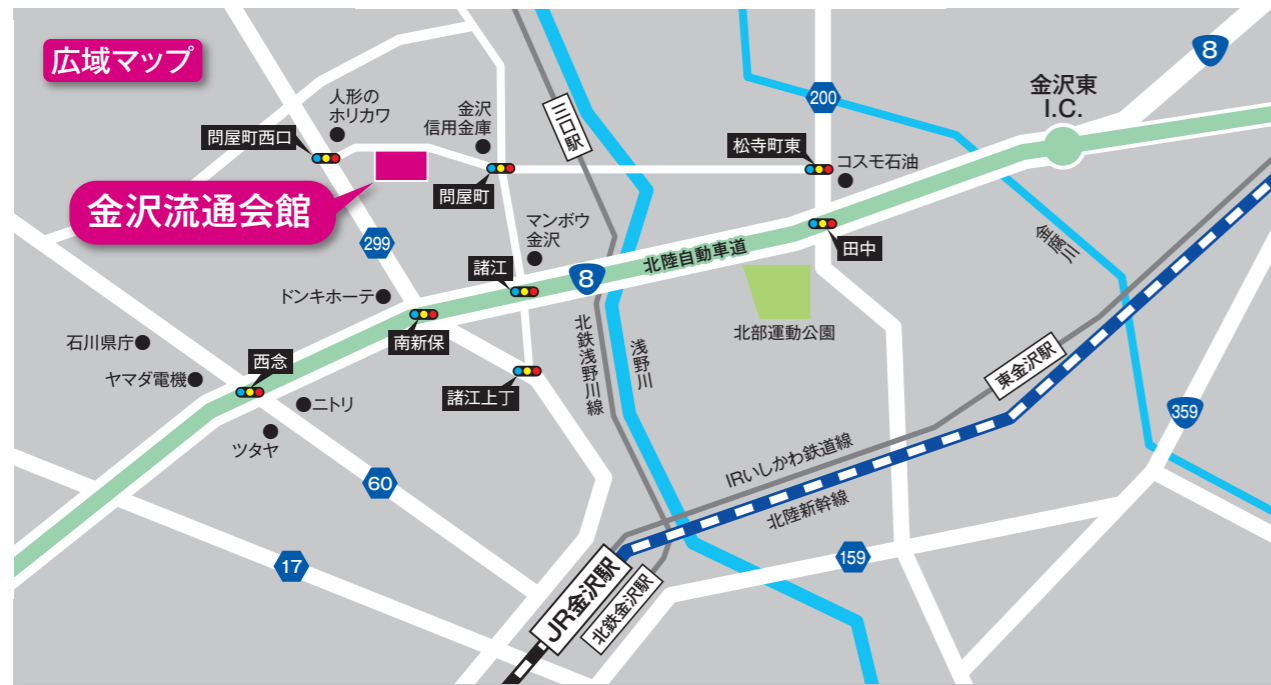 広域マップ
8
人形の
ホリカワ
金沢
信用金庫
三口駅
200
金沢東
I.C.
問屋町西口
松寺町東
コスモ石油
問屋町
金沢流通会館
マンボウ
金沢
299
田中
北陸自動車道
金腐川
諸江
8
ドンキホーテ
南新保
北部運動公園
石川県庁
西念
ヤマダ電機
ニトリ
諸江上丁
北鉄浅野川線
浅野川
東金沢駅
359
ツタヤ
IRいしかわ鉄道線
60
北陸新幹線
17
159
JR金沢駅
北鉄金沢駅